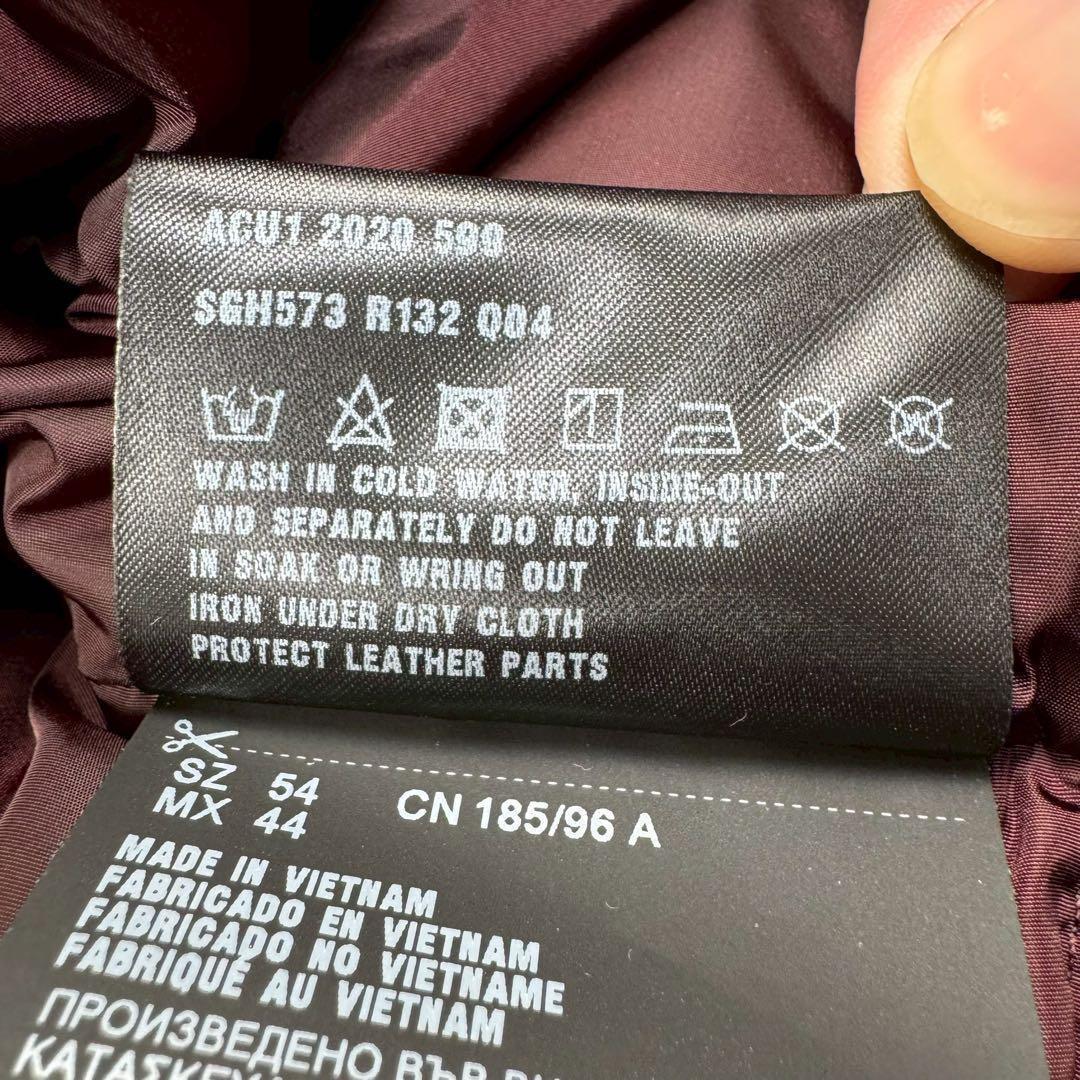 ACU1 2020 599
SGH573 R132 Q04
WASH IN COLD WATER, INSIDE-OUT
AND SEPARATELY DO NOT LEAVE
IN SOAK OR WRING OUT
IRON UNDER DRY CLOTH
PROTECT LEATHER PARTS
SZ 54 CN 185/96 A
MX 44
MADE IN VIETNAM
FABRICADO EN VIETNAM
FABRICADO NO VIETNAME
FABRIQUÉ AU VIETNAM
ПРОИЗВЕДЕНО ВЪВ